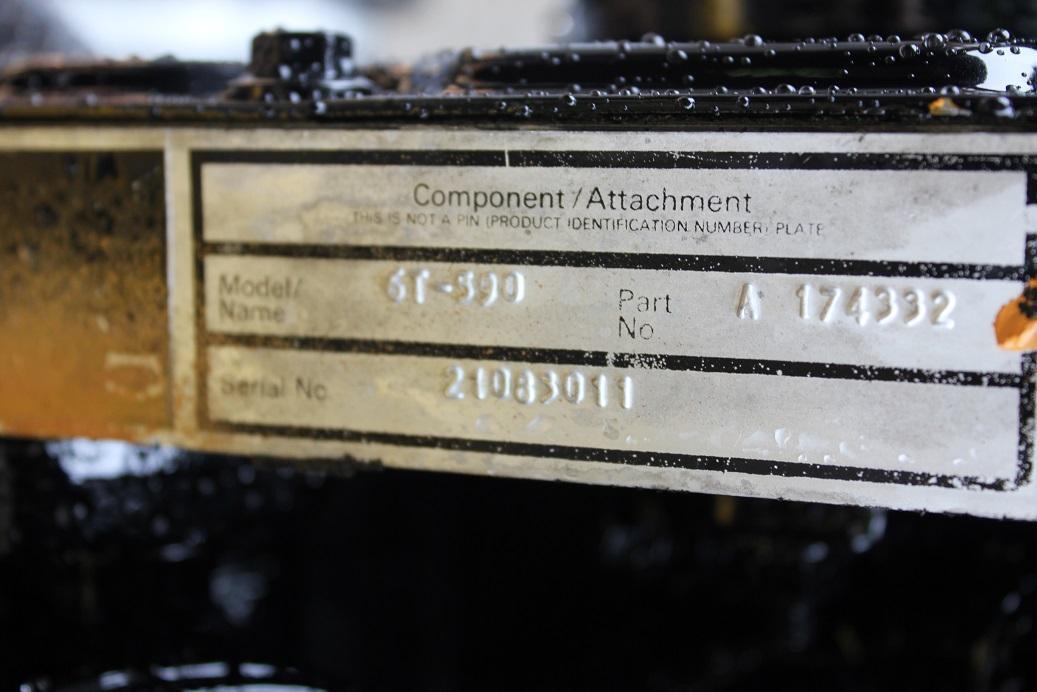 Component/Attachment
THIS IS NOT A PIN (PRODUCT IDENTIFICATION NUMBER) PLATE
Model/ Name 6T-590 Part No. A 174332
Serial No 21083011